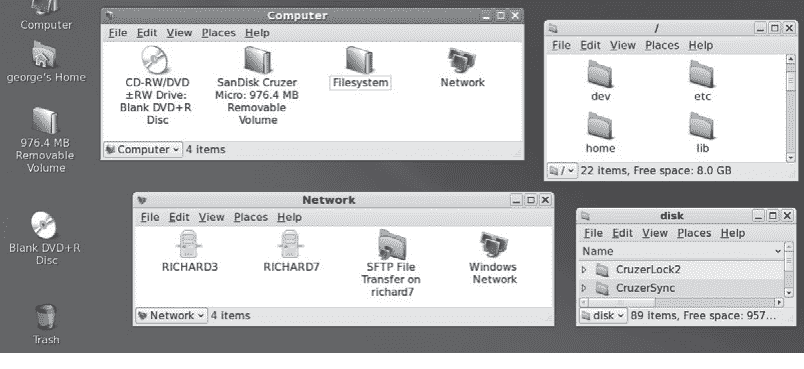 Computer
george's Home
976.4 MB
Removable
Volume
Blank DVD+R
Disc
Trash
Computer
File Edit View Places Help
CD-RW/DVD
±RW Drive:
Blank DVD+R
Disc
SanDisk Cruzer
Micro: 976.4 MB
Removable
Volume
Filesystem
Network
Computer 4 items
/
File Edit View Places Help
dev etc
home lib
/ 22 items, Free space: 8.0 GB
Network
File Edit View Places Help
RICHARD3
RICHARD7
SFTP File
Transfer on
richard7
Windows
Network
Network 4 items
disk
File Edit View Places Help
Name
CruzerLock2
CruzerSync
disk 89 items, Free space: 957...